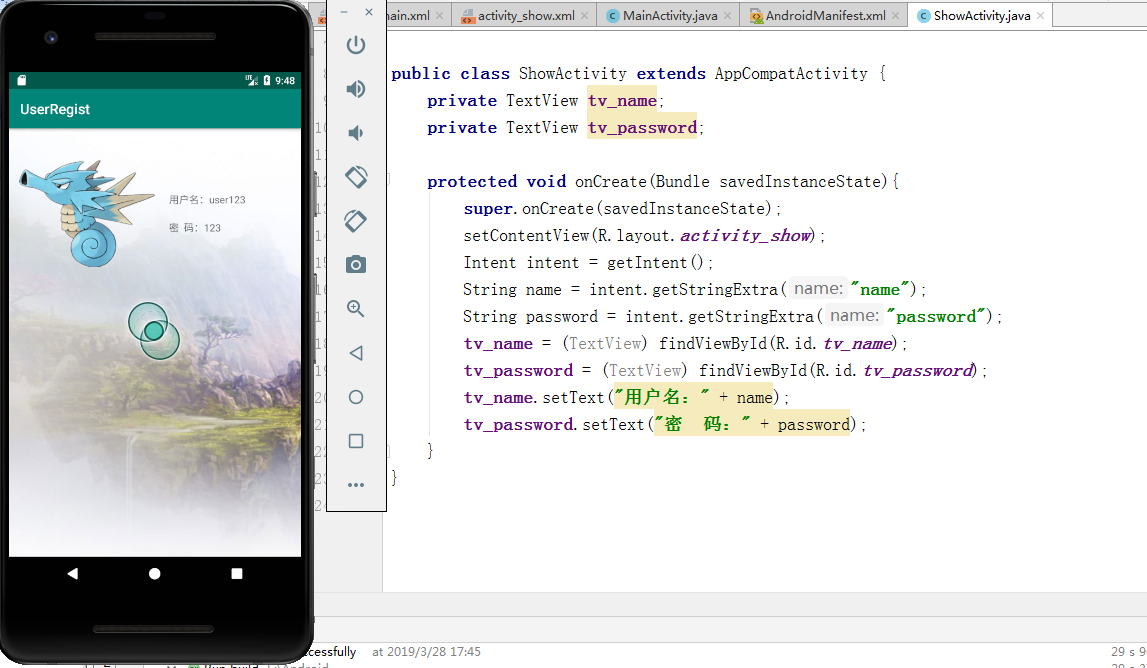 ain.xml
activity_show.xml
MainActivity.java
AndroidManifest.xml
ShowActivity.java
LTE
9:48
UserRegist
用户名：user123
密 码：123
public class ShowActivity extends AppCompatActivity {
private TextView tv_name;
private TextView tv_password;
protected void onCreate(Bundle savedInstanceState){
super.onCreate(savedInstanceState);
setContentView(R.layout.activity_show);
Intent intent = getIntent();
String name = intent.getStringExtra( name: "name");
String password = intent.getStringExtra( name: "password");
tv_name = (TextView) findViewById(R.id.tv_name);
tv_password = (TextView) findViewById(R.id.tv_password);
tv_name.setText("用户名：" + name);
tv_password.setText("密  码：" + password);
}
}
cessfully at 2019/3/28 17:45
29 s 9